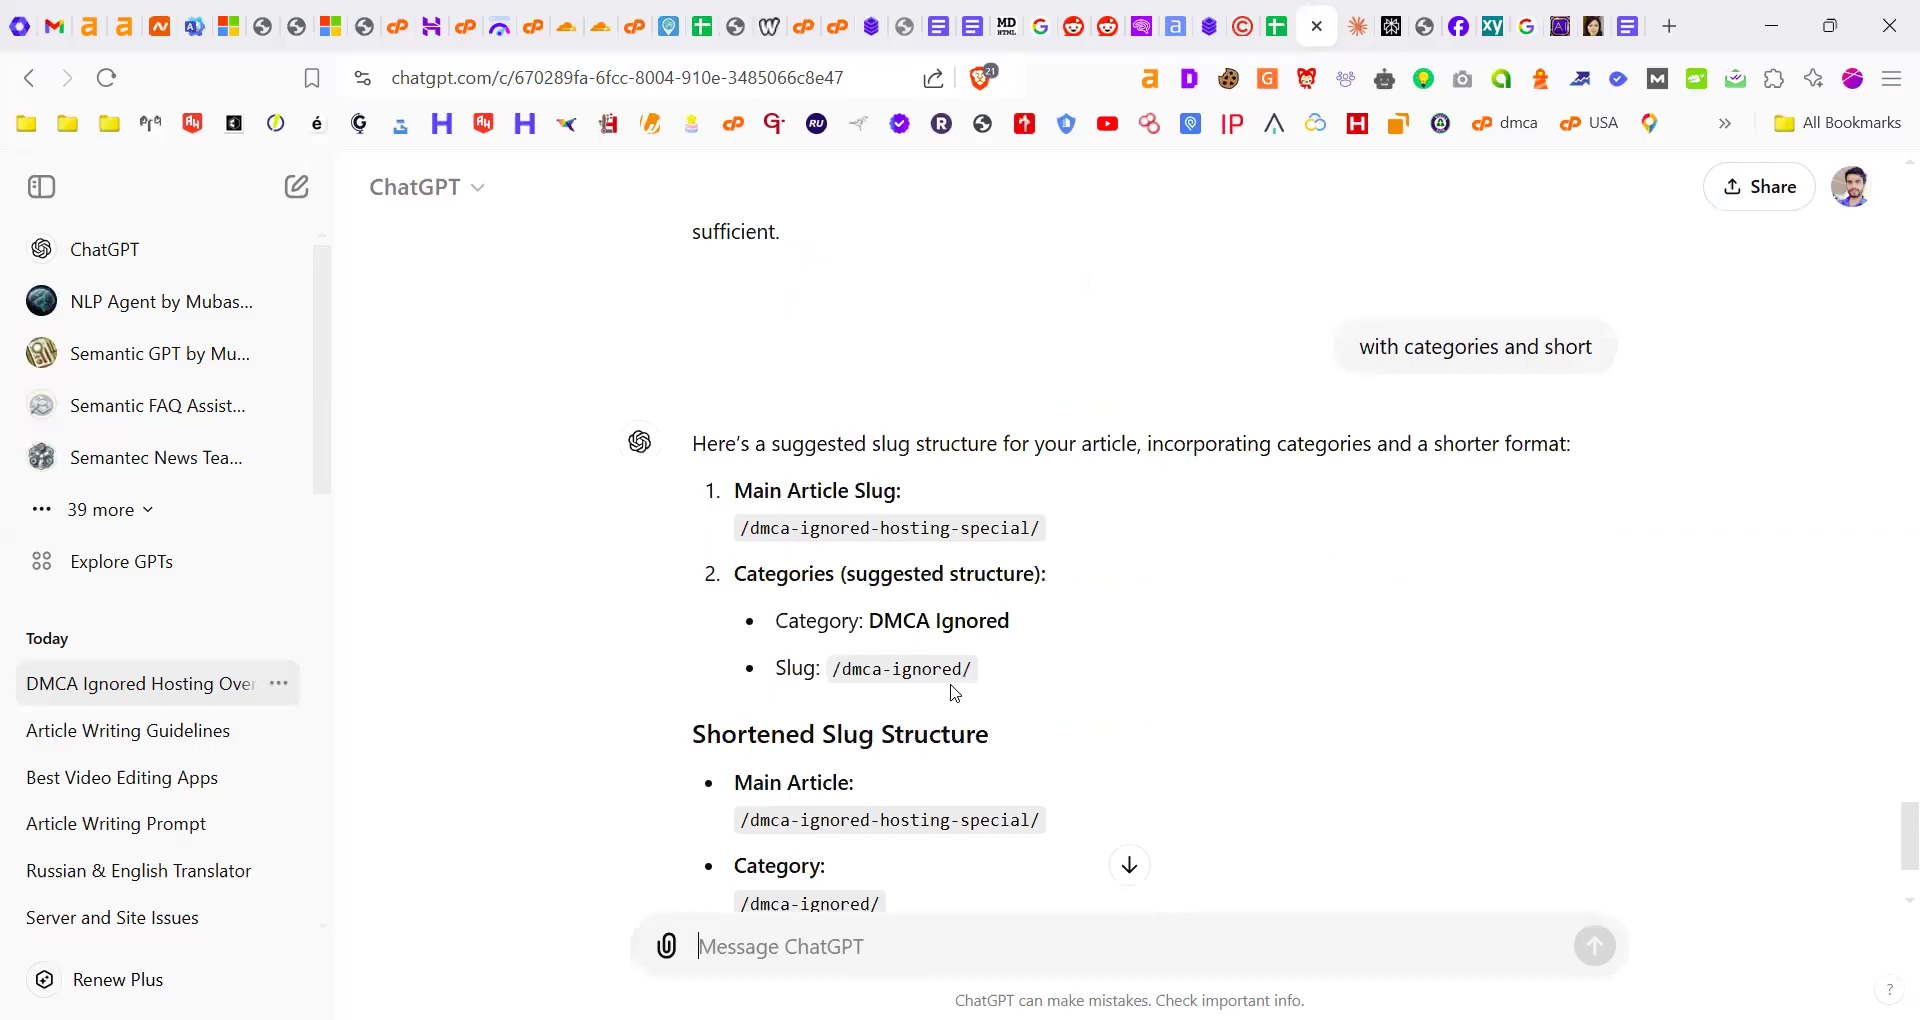 chatgpt.com/c/670289fa-6fcc-8004-910e-3485066c8e47
21
dmca
USA
All Bookmarks
ChatGPT
Share
ChatGPT
NLP Agent by Mubas...
Semantic GPT by Mu...
Semantic FAQ Assist...
Semantec News Tea...
39 more
Explore GPTs
Today
DMCA Ignored Hosting Over
Article Writing Guidelines
Best Video Editing Apps
Article Writing Prompt
Russian & English Translator
Server and Site Issues
Renew Plus
sufficient.
with categories and short
Here's a suggested slug structure for your article, incorporating categories and a shorter format:
1. Main Article Slug:
/dmca-ignored-hosting-special/
2. Categories (suggested structure):
• Category: DMCA Ignored
• Slug: /dmca-ignored/
Shortened Slug Structure
• Main Article:
/dmca-ignored-hosting-special/
• Category:
/dmca-ignored/
Message ChatGPT
ChatGPT can make mistakes. Check important info.
?